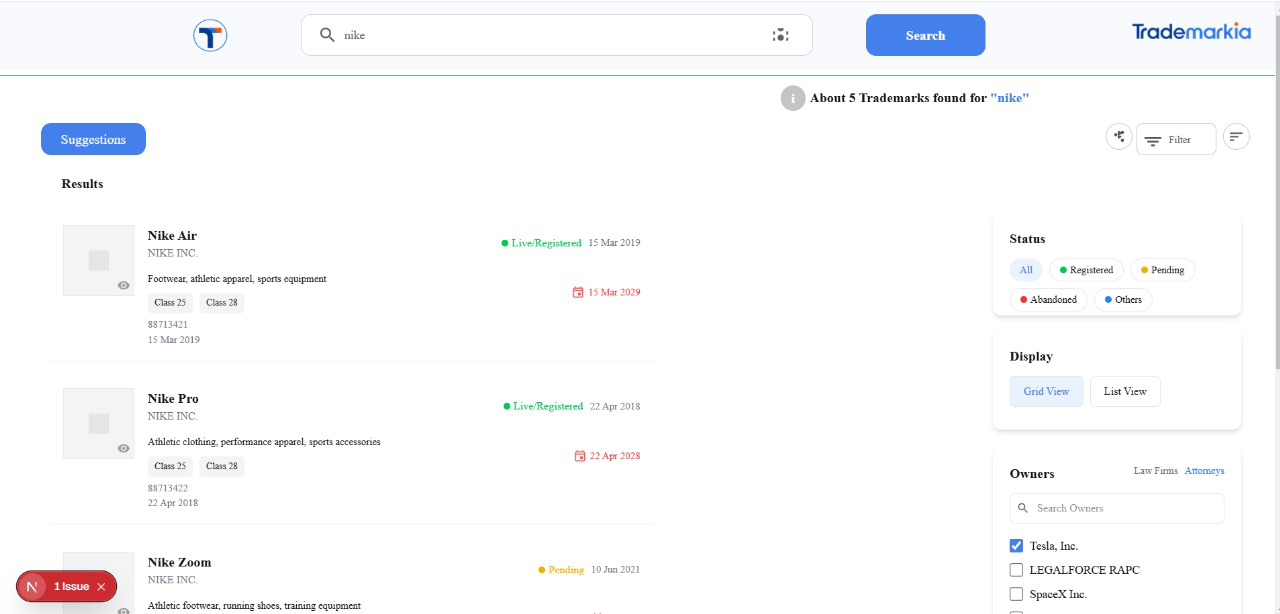 nike
Search
Trademarkia
About 5 Trademarks found for "nike"
Suggestions
Filter
Results
Nike Air
NIKE INC.
Live/Registered 15 Mar 2019
Footwear, athletic apparel, sports equipment
15 Mar 2029
Class 25 Class 28
88713421
15 Mar 2019
Nike Pro
NIKE INC.
Live/Registered 22 Apr 2018
Athletic clothing, performance apparel, sports accessories
22 Apr 2028
Class 25 Class 28
88713422
22 Apr 2018
Nike Zoom
NIKE INC.
Pending 10 Jun 2021
Athletic footwear, running shoes, training equipment
N 1 Issue
Status
All Registered Pending
Abandoned Others
Display
Grid View List View
Owners Law Firms Attorneys
Search Owners
Tesla, Inc.
LEGALFORCE RAPC
SpaceX Inc.